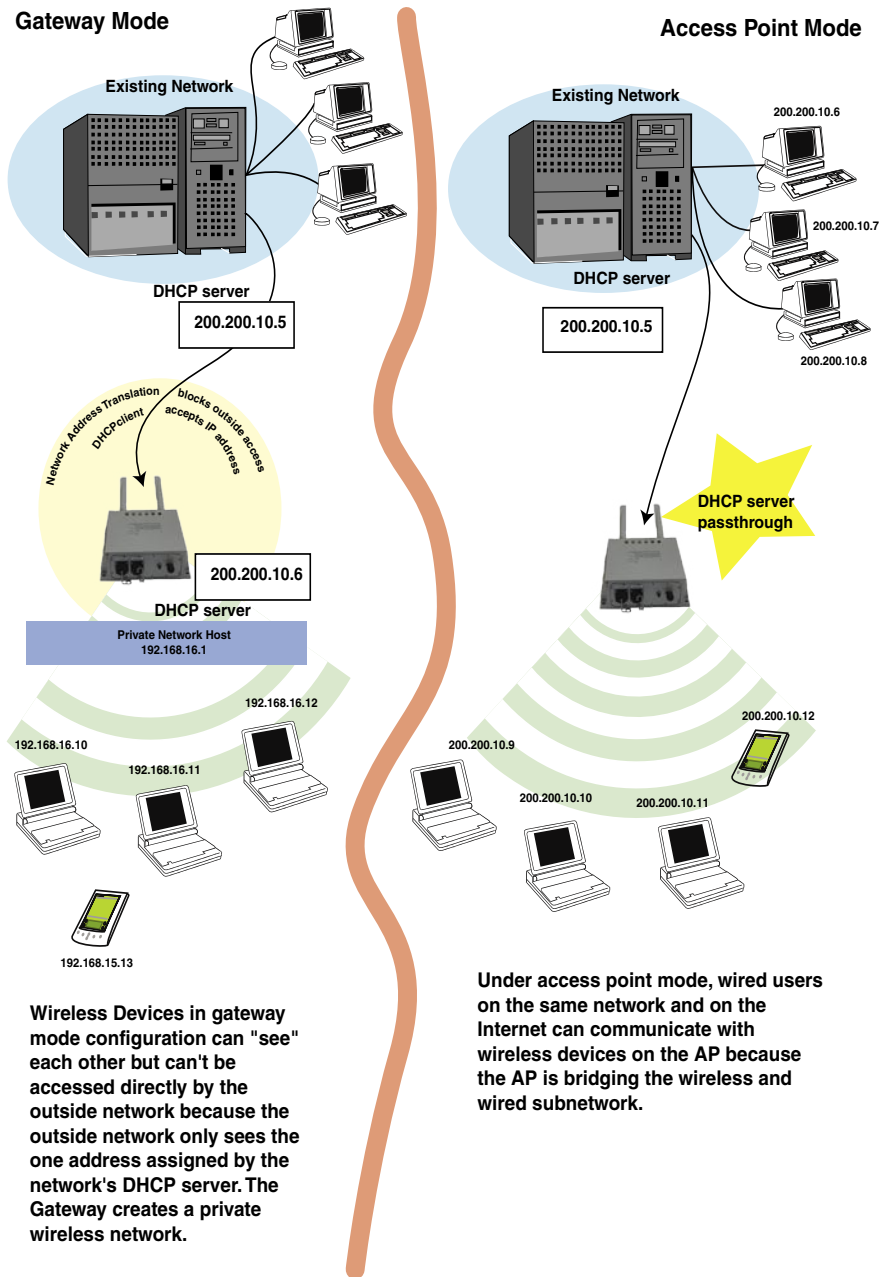 Gateway Mode
Existing Network
DHCP server
200.200.10.5
Network Address Translation
DHCPclient
blocks outside access
accepts IP address
200.200.10.6
DHCP server
Private Network Host
192.168.16.1
192.168.16.12
192.168.16.10
192.168.16.11
192.168.15.13
Wireless Devices in gateway
mode configuration can "see"
each other but can't be
accessed directly by the
outside network because the
outside network only sees the
one address assigned by the
network's DHCP server. The
Gateway creates a private
wireless network.
Access Point Mode
Existing Network
200.200.10.6
200.200.10.7
DHCP server
200.200.10.5
200.200.10.8
DHCP server
passthrough
200.200.10.12
200.200.10.9
200.200.10.10
200.200.10.11
Under access point mode, wired users
on the same network and on the
Internet can communicate with
wireless devices on the AP because
the AP is bridging the wireless and
wired subnetwork.